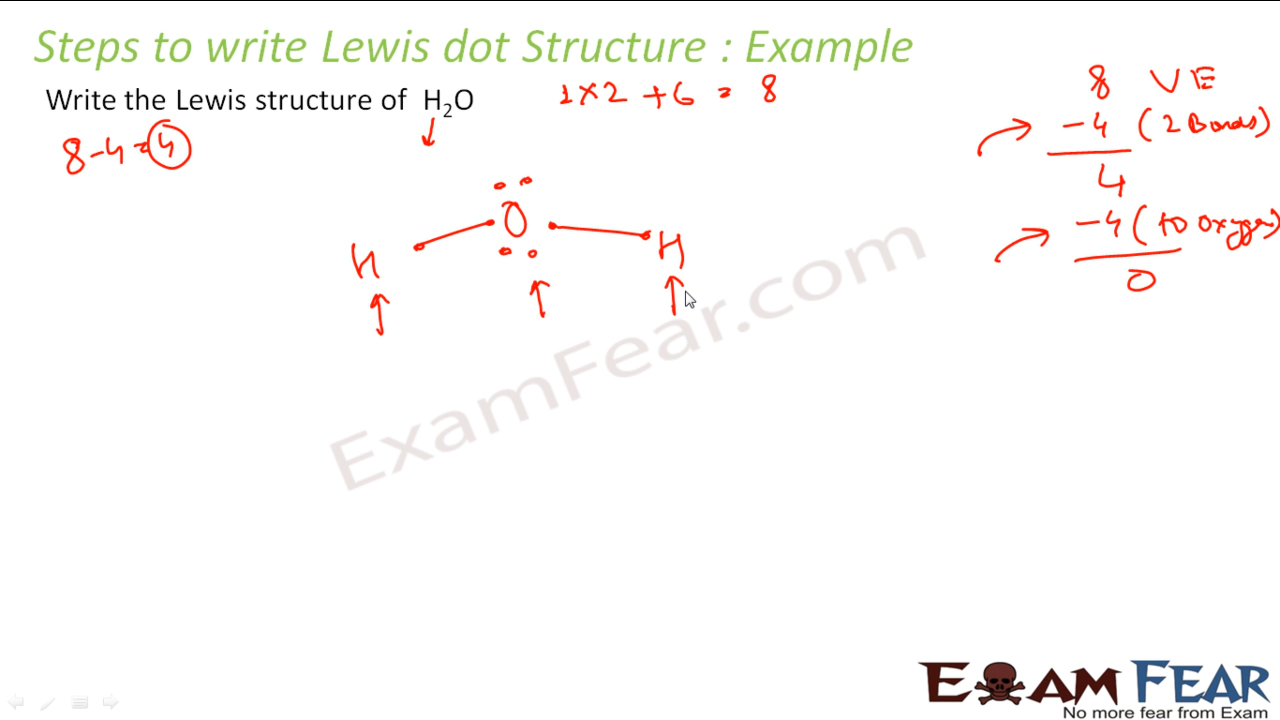 Steps to write Lewis dot Structure : Example
Write the Lewis structure of H₂O
1×2 +6 = 8
8-4=4
8 VE
-4 (2 Bonds)
4
-4 (to Oxygen)
0
O
H
H
ExamFear.com
EXAM FEAR
No more fear from Exam